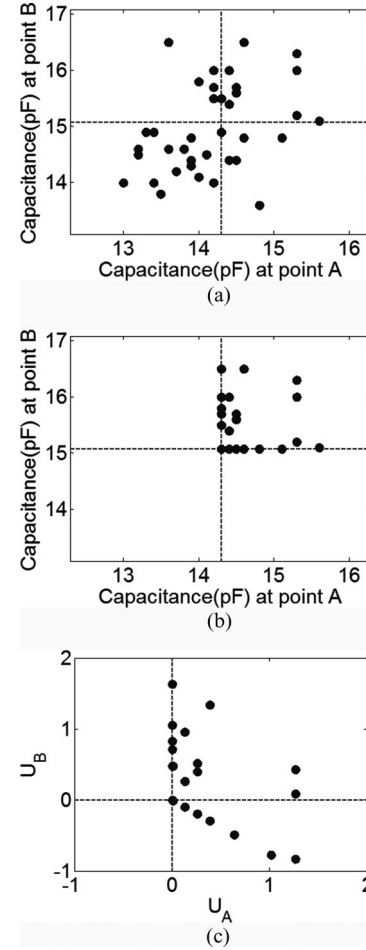 17
16
15
14
Capacitance(pF) at point B
13 14 15 16
Capacitance(pF) at point A
(a)
17
16
15
14
Capacitance(pF) at point B
13 14 15 16
Capacitance(pF) at point A
(b)
2
1
0
-1
U_B
-1 0 1 2
U_A
(c)